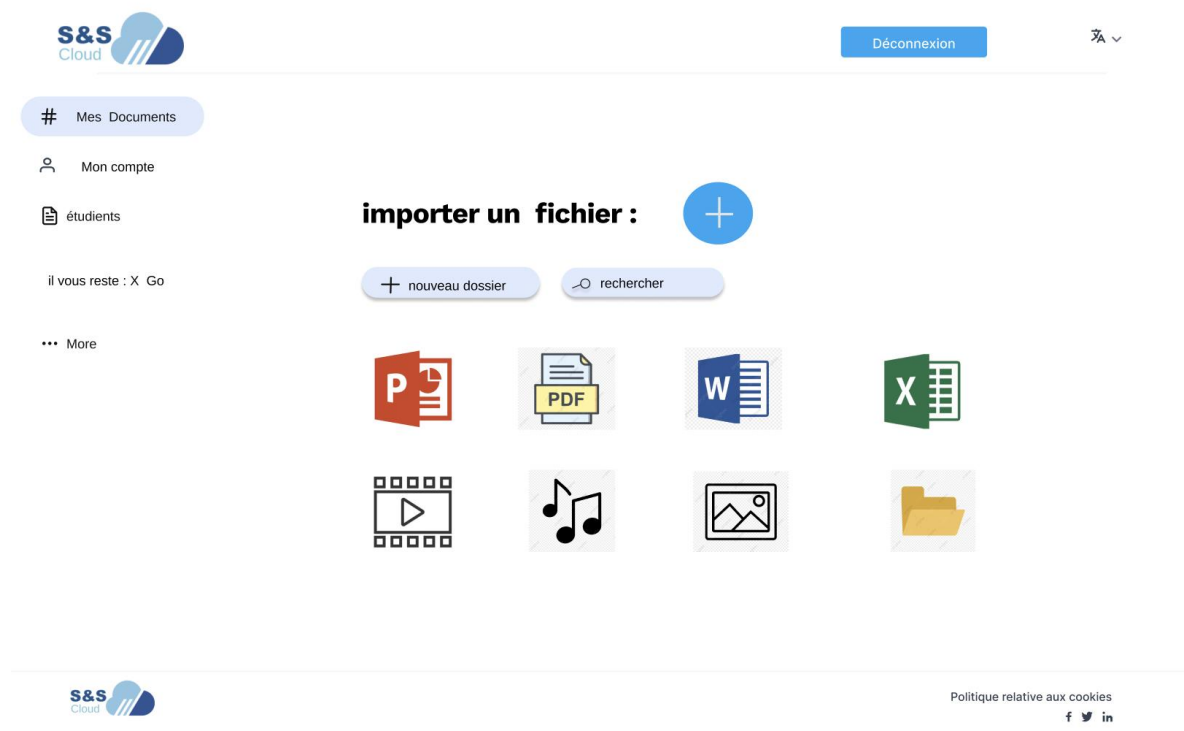 S&S
Cloud
Déconnexion
Mes Documents
Mon compte
étudients
il vous reste : X Go
More
importer un fichier :
nouveau dossier
rechercher
P
PDF
W
X
S&S
Cloud
Politique relative aux cookies
f in